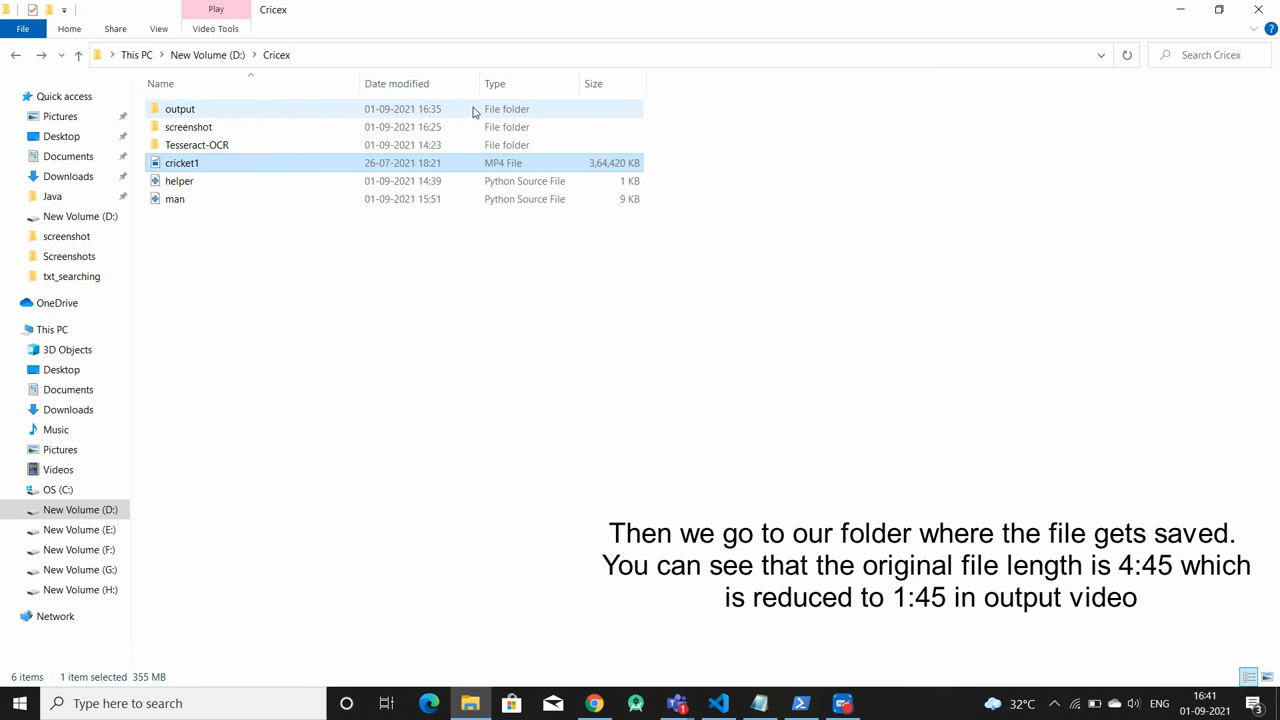 Play
Cricex
File
Home
Share
View
Video Tools
This PC
New Volume (D:)
Cricex
Search Cricex
Name
Date modified
Type
Size
output
01-09-2021 16:35
File folder
screenshot
01-09-2021 16:25
File folder
Tesseract-OCR
01-09-2021 14:23
File folder
cricket1
26-07-2021 18:21
MP4 File
3,64,420 KB
helper
01-09-2021 14:39
Python Source File
1 KB
man
01-09-2021 15:51
Python Source File
9 KB
Quick access
Pictures
Desktop
Documents
Downloads
Java
New Volume (D:)
screenshot
Screenshots
txt_searching
OneDrive
This PC
3D Objects
Desktop
Documents
Downloads
Music
Pictures
Videos
OS (C:)
New Volume (D:)
New Volume (E:)
New Volume (F:)
New Volume (G:)
New Volume (H:)
Network
Then we go to our folder where the file gets saved.
You can see that the original file length is 4:45 which
is reduced to 1:45 in output video
6 items
1 item selected 355 MB
Type here to search
32°C
ENG
16:41
01-09-2021
3